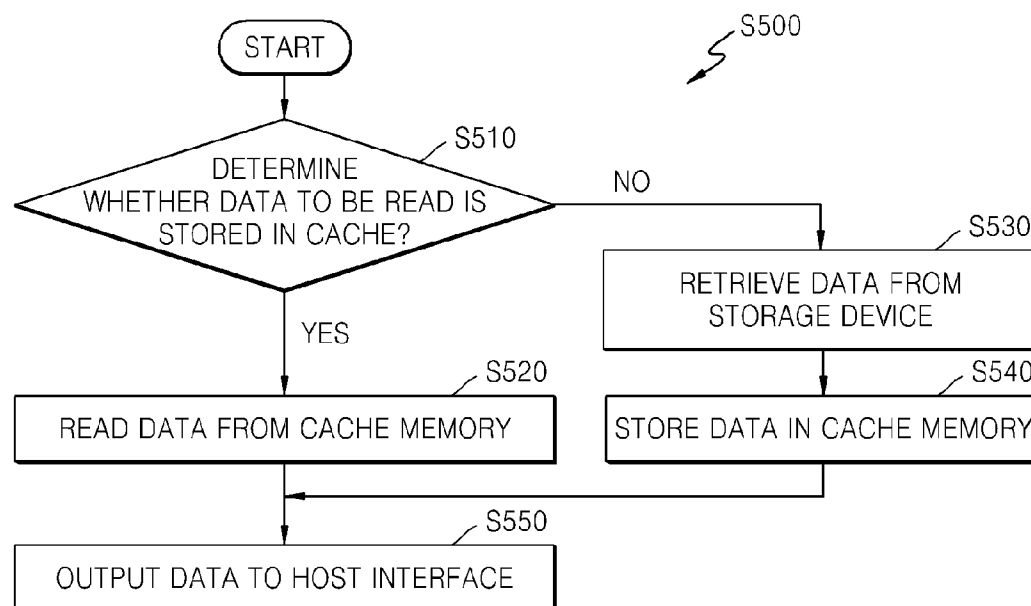 START
S500
S510
DETERMINE
WHETHER DATA TO BE READ IS
STORED IN CACHE?
NO
YES
S530
RETRIEVE DATA FROM
STORAGE DEVICE
S520
READ DATA FROM CACHE MEMORY
S540
STORE DATA IN CACHE MEMORY
S550
OUTPUT DATA TO HOST INTERFACE